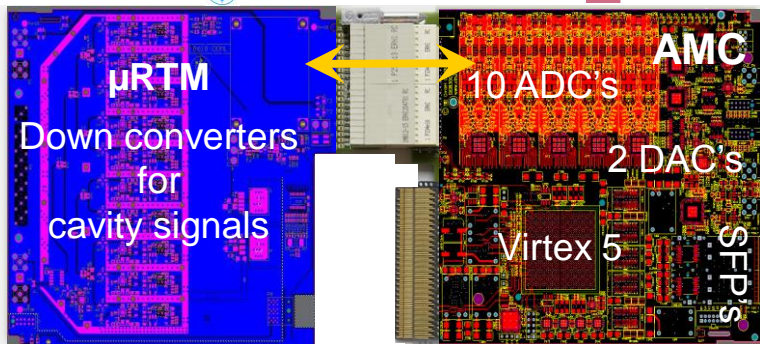 µRTM
Down converters
for
cavity signals
AMC
10 ADC's
2 DAC's
Virtex 5
SFP's